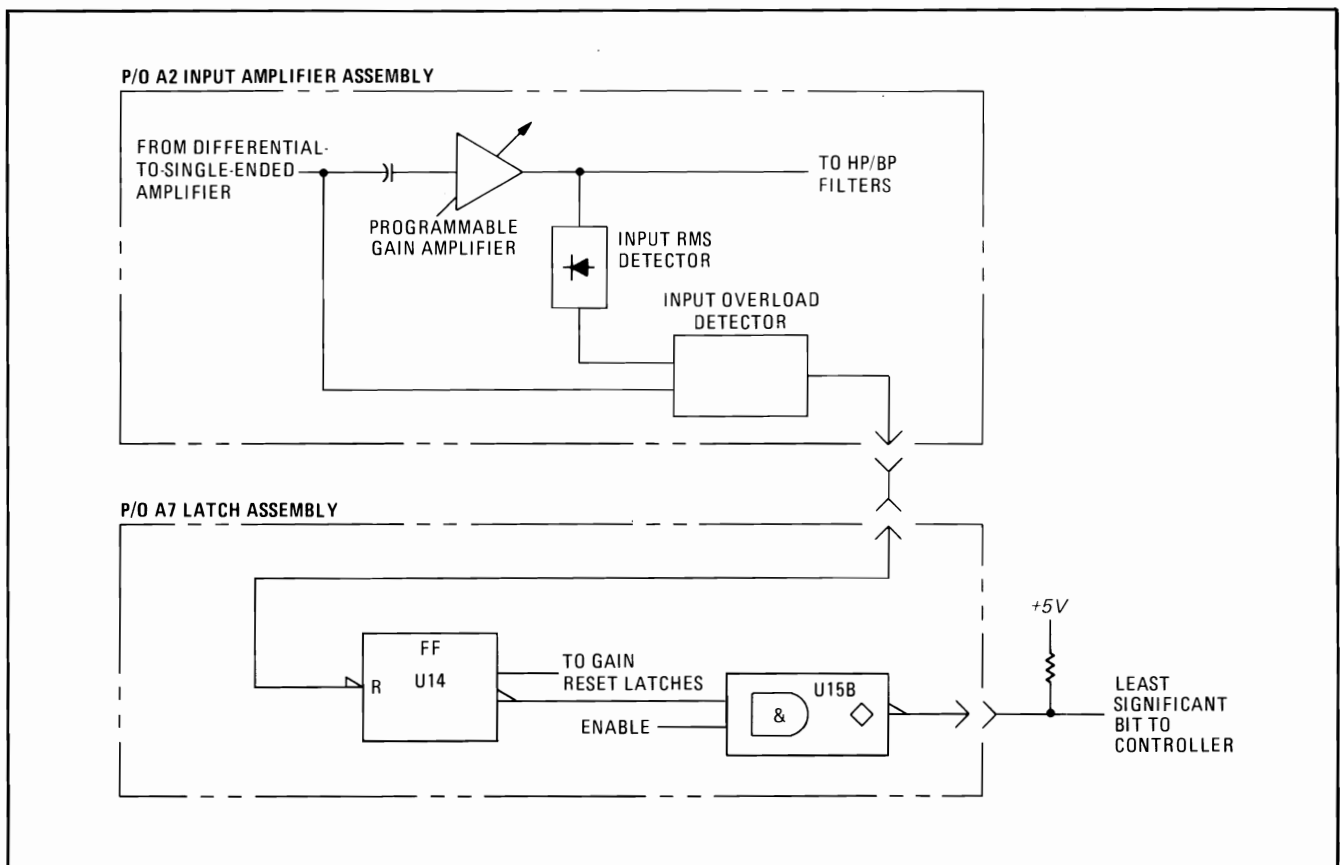 P/O A2 INPUT AMPLIFIER ASSEMBLY
FROM DIFFERENTIAL-
TO-SINGLE-ENDED
AMPLIFIER
PROGRAMMABLE
GAIN AMPLIFIER
TO HP/BP
FILTERS
INPUT RMS
DETECTOR
INPUT OVERLOAD
DETECTOR
P/O A7 LATCH ASSEMBLY
FF
U14
R
TO GAIN
RESET LATCHES
ENABLE
U15B
&
+5V
LEAST
SIGNIFICANT
BIT TO
CONTROLLER